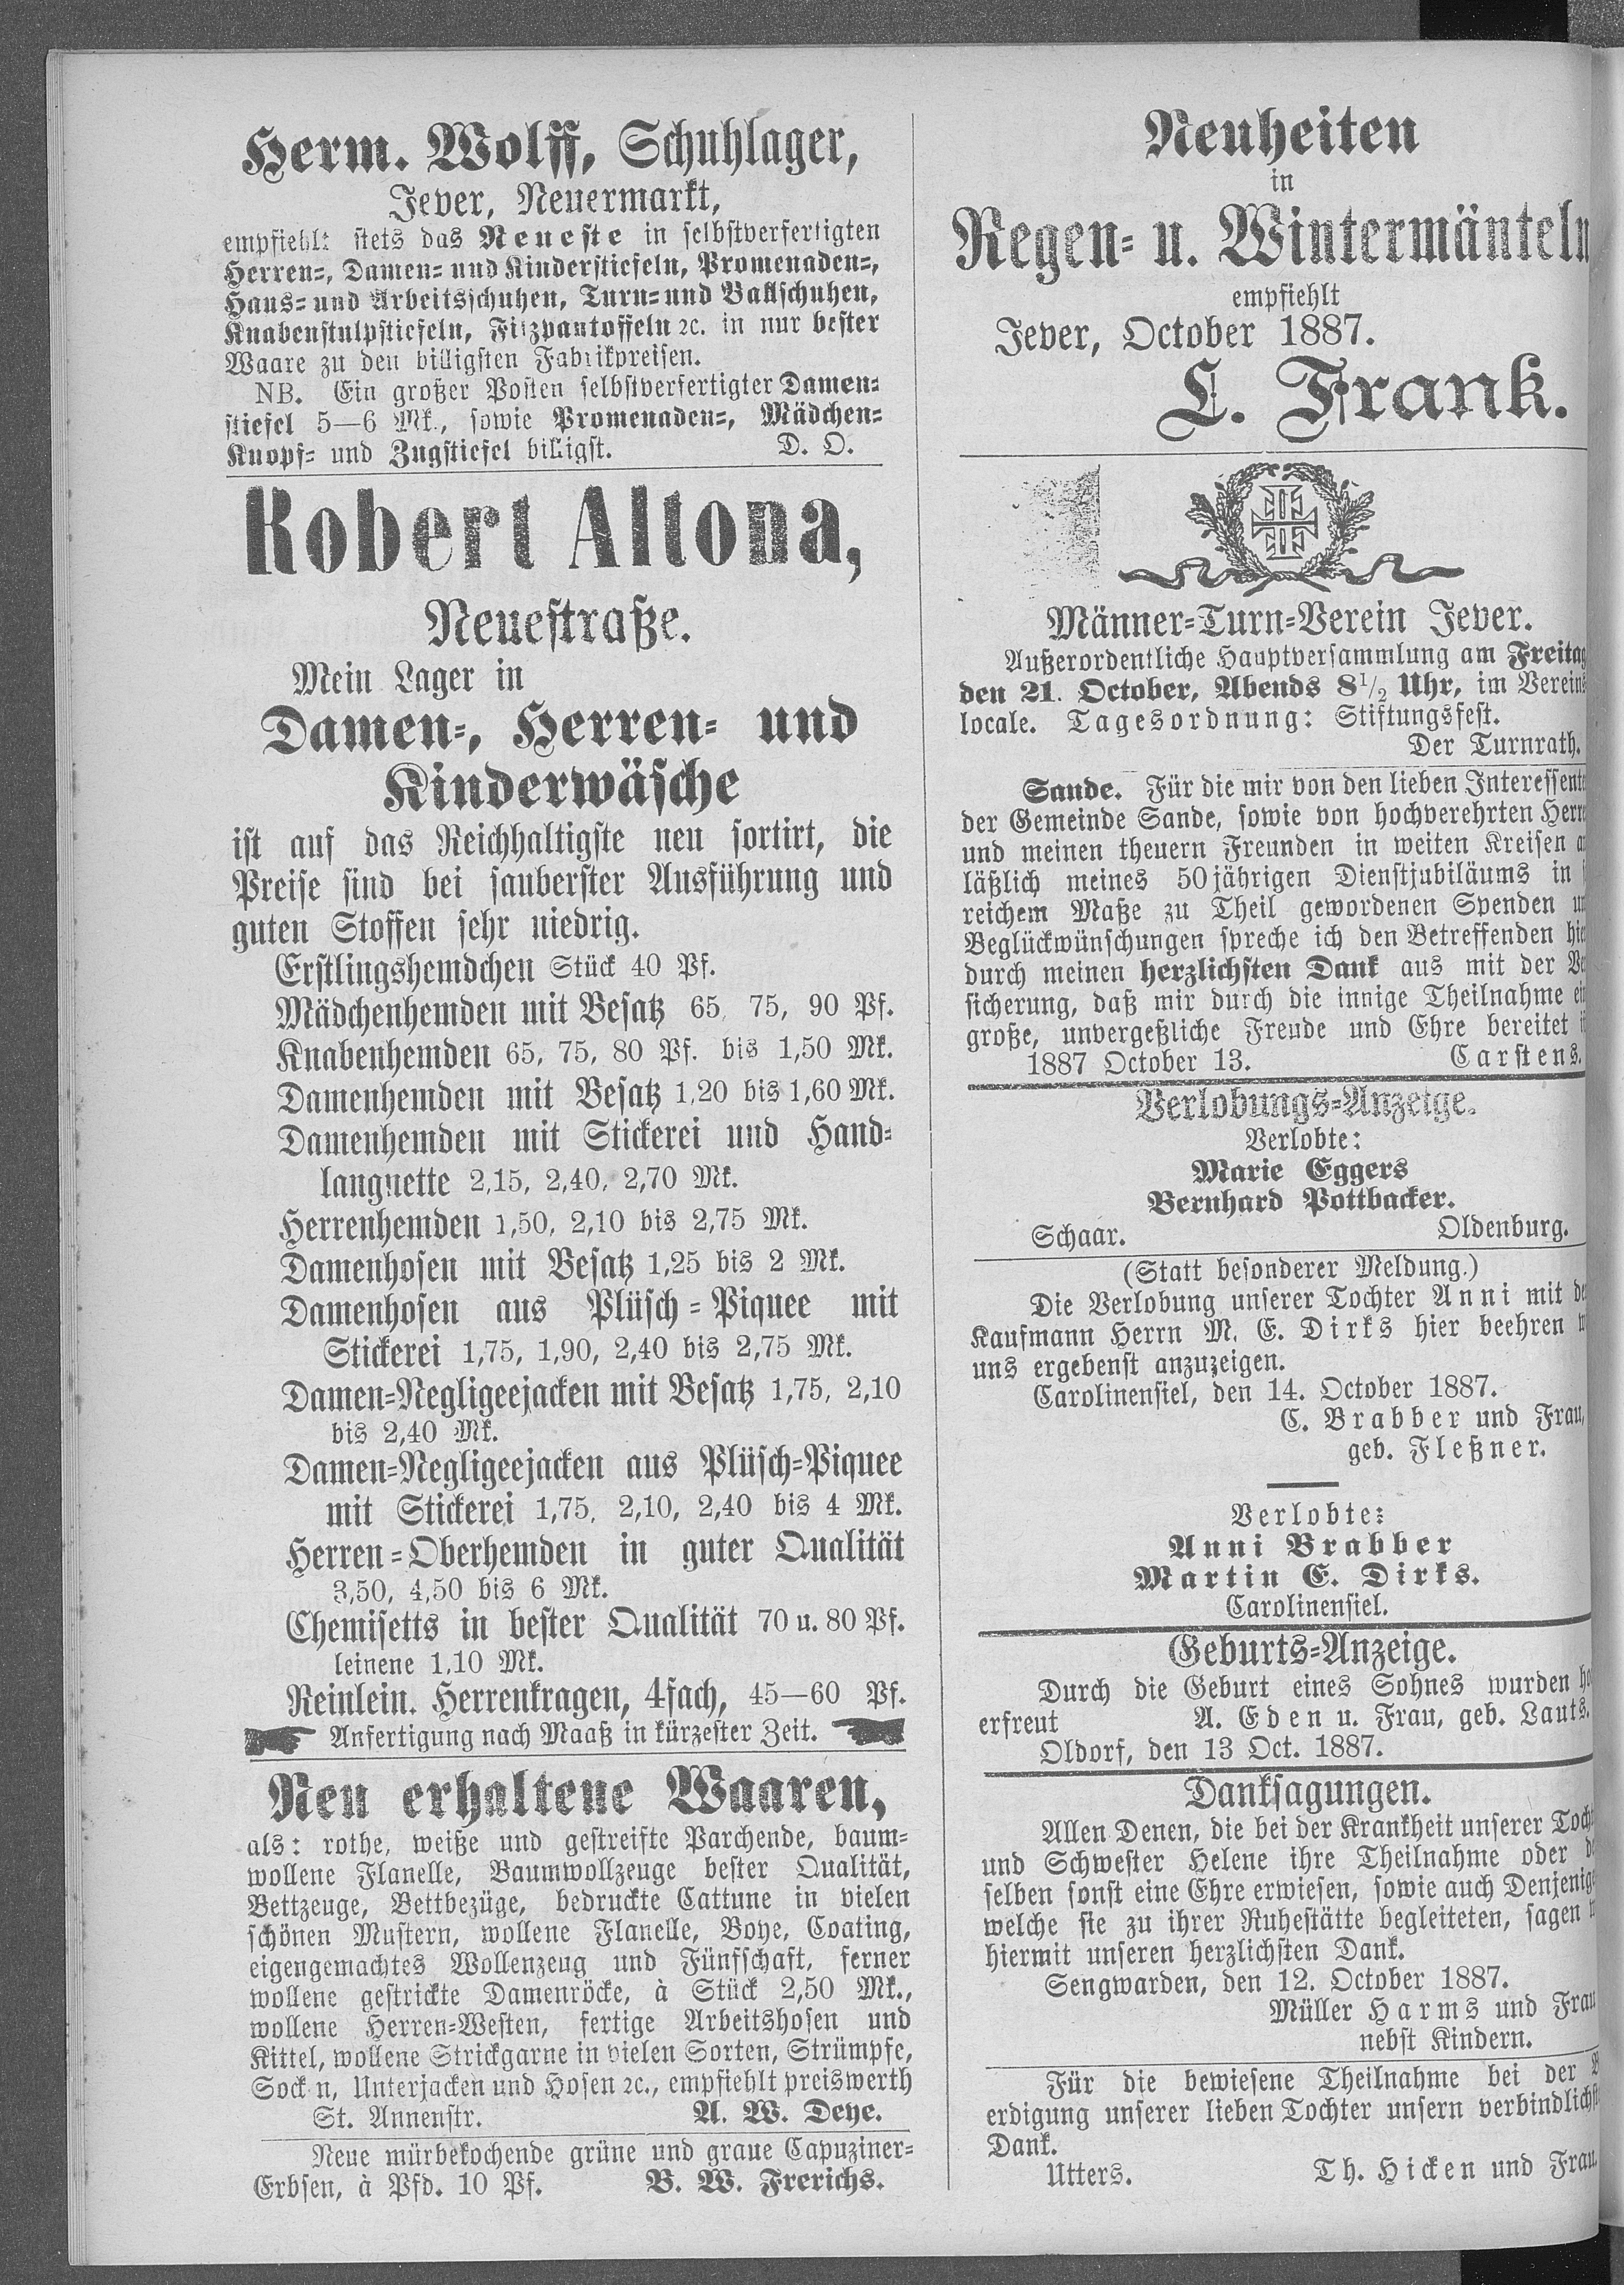 Herm. Wolff, Schuhlager,
Jever, Neuermarkt,
empfiehlt stets das Neueste in selbstverfertigten
Herren-, Damen- und Kinderstiefeln, Promenaden-,
Haus- und Arbeitsschuhen, Turn- und Ballschuhen,
Knabenstulpstiefeln, Filzpantoffeln ꝛc. in nur bester
Waare zu den billigsten Fabrikpreisen.
NB. Ein großer Posten selbstverfertigter Damen-
stiefel 5—6 Mk., sowie Promenaden-, Mädchen-
Knopf- und Zugstiefel billigst. D. O.
Robert Altona,
Neuestraße.
Mein Lager in
Damen-, Herren- und
Kinderwäsche
ist auf das Reichhaltigste neu sortirt, die
Preise sind bei sauberster Ausführung und
guten Stoffen sehr niedrig.
Erstlingshemdchen Stück 40 Pf.
Mädchenhemden mit Besatz 65, 75, 90 Pf.
Knabenhemden 65, 75, 80 Pf. bis 1,50 Mk.
Damenhemden mit Besatz 1,20 bis 1,60 Mk.
Damenhemden mit Stickerei und Hand-
languette 2,15, 2,40, 2,70 Mk.
Herrenhemden 1,50, 2,10 bis 2,75 Mk.
Damenhosen mit Besatz 1,25 bis 2 Mk.
Damenhosen aus Plüsch-Piquee mit
Stickerei 1,75, 1,90, 2,40 bis 2,75 Mk.
Damen-Negligeejacken mit Besatz 1,75, 2,10
bis 2,40 Mk.
Damen-Negligeejacken aus Plüsch-Piquee
mit Stickerei 1,75, 2,10, 2,40 bis 4 Mk.
Herren-Oberhemden in guter Qualität
3,50, 4,50 bis 6 Mk.
Chemisetts in bester Qualität 70 u. 80 Pf.
leinene 1,10 Mk.
Reinlein. Herrenkragen, 4fach, 45—60 Pf.
Anfertigung nach Maaß in kürzester Zeit.
Neu erhaltene Waaren,
als: rothe, weiße und gestreifte Parchende, baum-
wollene Flanelle, Baumwollzeuge bester Qualität,
Bettzeuge, Bettbezüge, bedruckte Cattune in vielen
schönen Mustern, wollene Flanelle, Boye, Coating,
eigengemachtes Wollenzeug und Fünfschaft, ferner
wollene gestrickte Damenröcke, à Stück 2,50 Mk.,
wollene Herren-Westen, fertige Arbeitshosen und
Kittel, wollene Strickgarne in vielen Sorten, Strümpfe,
Sock n, Unterjacken und Hosen ꝛc., empfiehlt preiswerth
St. Annenstr. A. W. Deye.
Neue mürbekochende grüne und graue Capuziner-
Erbsen, à Pfd. 10 Pf. B. W. Frerichs.
Neuheiten
in
Regen- u. Wintermänteln
empfiehlt
Jever, October 1887.
L. Frank.
Männer-Turn-Verein Jever.
Außerordentliche Hauptversammlung am Freitag
den 21. October, Abends 8 1/2 Uhr, im Vereins
locale. Tagesordnung: Stiftungsfest.
Der Turnrath.
Sande. Für die mir von den lieben Interessente
der Gemeinde Sande, sowie von hochverehrten Herre
und meinen theuern Freunden in weiten Kreisen a
läßlich meines 50jährigen Dienstjubiläums in
reichem Maße zu Theil gewordenen Spenden un
Beglückwünschungen spreche ich den Betreffenden hie
durch meinen herzlichsten Dank aus mit der Ve
sicherung, daß mir durch die innige Theilnahme ei
große, unvergeßliche Freude und Ehre bereitet i
1887 October 13. Carstens.
Verlobungs-Anzeige.
Verlobte:
Marie Eggers
Bernhard Pottbacker.
Schaar. Oldenburg.
(Statt besonderer Meldung.)
Die Verlobung unserer Tochter Anni mit de
Kaufmann Herrn M. E. Dirks hier beehren w
uns ergebenst anzuzeigen.
Carolinensiel, den 14. October 1887.
C. Brabber und Frau,
geb. Fleßner.
Verlobte:
Anni Brabber
Martin E. Dirks.
Carolinensiel.
Geburts-Anzeige.
Durch die Geburt eines Sohnes wurden ho
erfreut A. Eden u. Frau, geb. Lauts.
Oldorf, den 13 Oct. 1887.
Danksagungen.
Allen Denen, die bei der Krankheit unserer Toch
und Schwester Helene ihre Theilnahme oder de
selben sonst eine Ehre erwiesen, sowie auch Denjenige
welche sie zu ihrer Ruhestätte begleiteten, sagen w
hiermit unseren herzlichsten Dank.
Sengwarden, den 12. October 1887.
Müller Harms und Frau
nebst Kindern.
Für die bewiesene Theilnahme bei der B
erdigung unserer lieben Tochter unsern verbindlichst
Dank.
Utters. Th. Hicken und Frau.